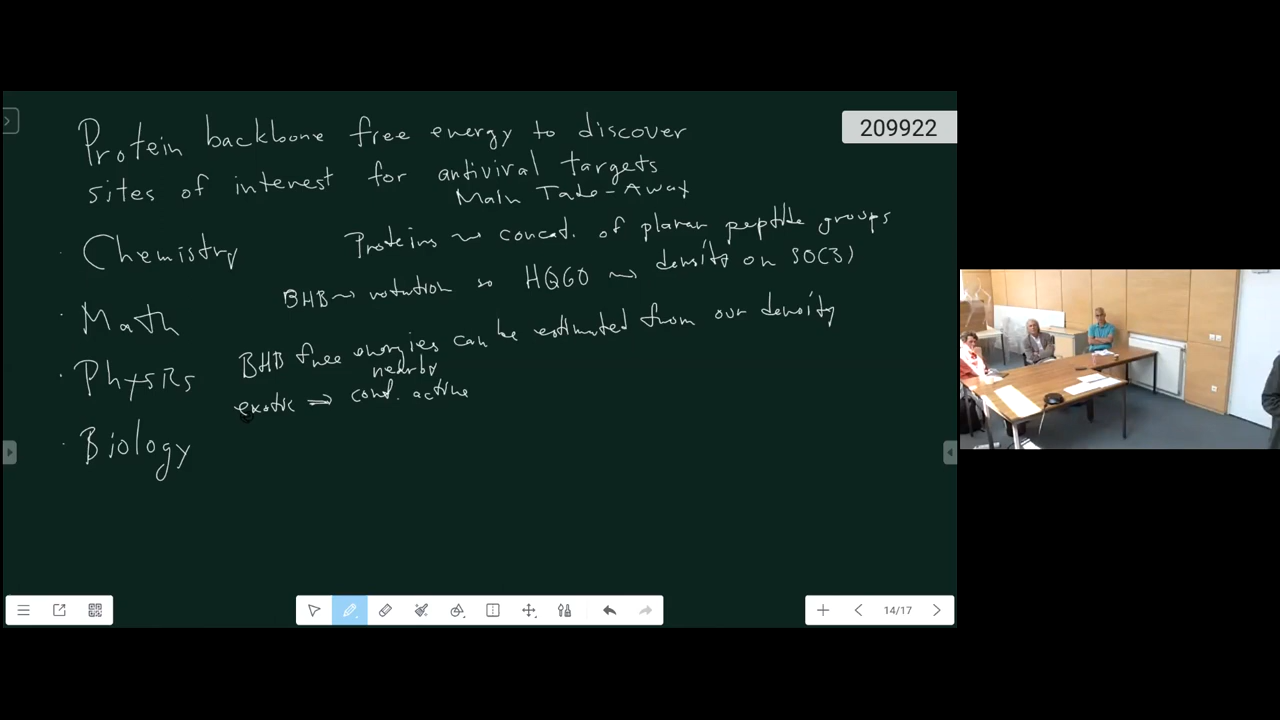 Protein backbone free energy to discover
209922
sites of interest for antiviral targets
Main Take-Away
· Chemistry
Proteins ⇝ concat. of planar peptide groups
BHB ⇝ rotation so HQGO ⇝ density on SO(3)
· Math
BHB free energies can be estimated from our density
· Physics
nearby
exotic ⇒ conf. active
· Biology
14/17